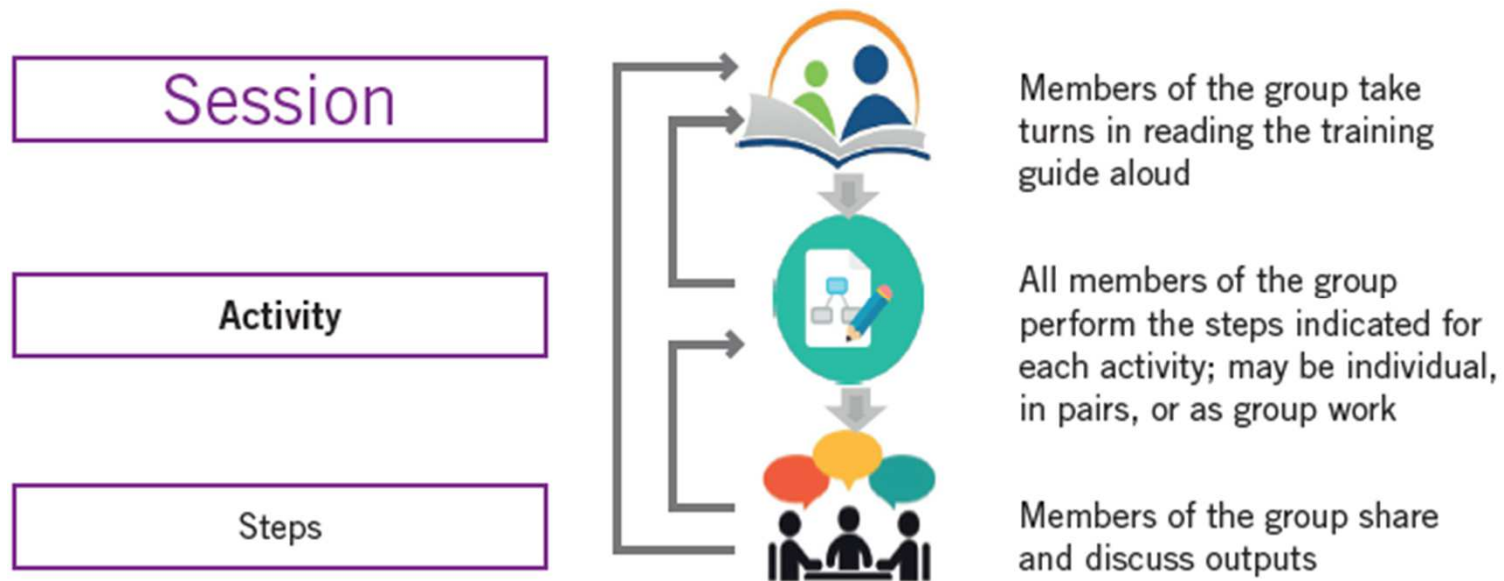 Session
Members of the group take
turns in reading the training
guide aloud
Activity
All members of the group
perform the steps indicated for
each activity; may be individual,
in pairs, or as group work
Steps
Members of the group share
and discuss outputs